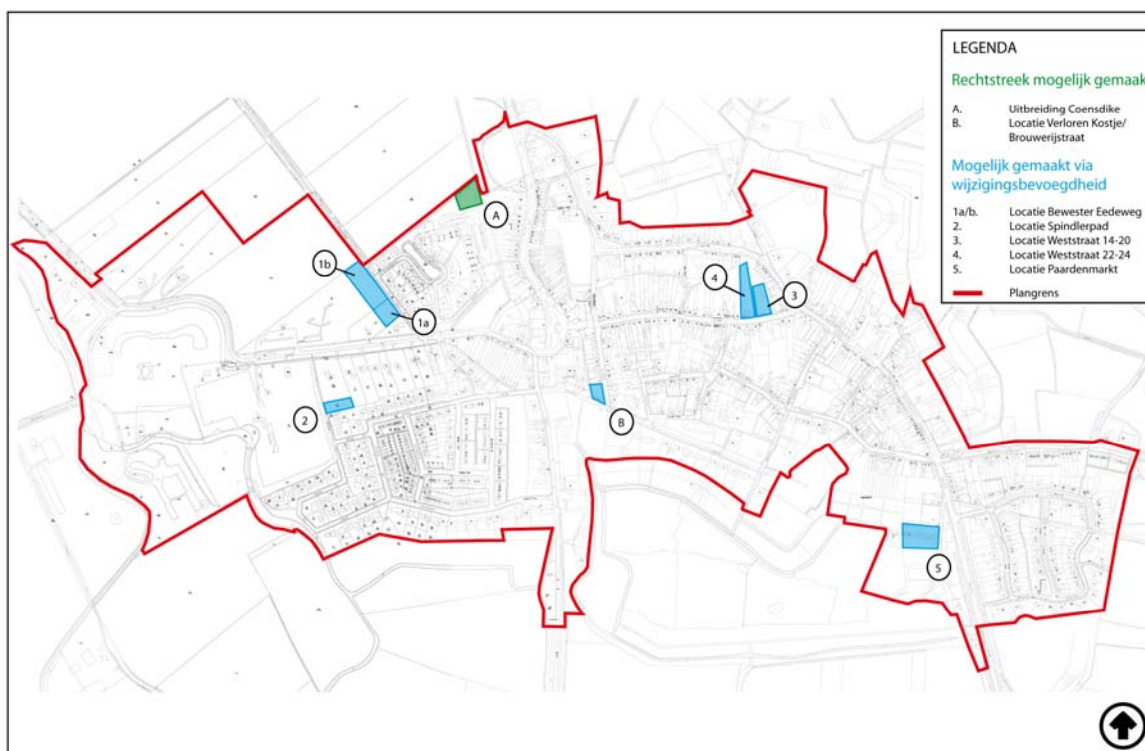 LEGENDA
Rechtstreek mogelijk gemaak
A. Uitbreiding Coensdike
B. Locatie Verloren Kostje/
Brouwerijstraat
Mogelijk gemaakt via
wijzigingsbevoegdheid
1a/b. Locatie Bewester Eedeweg
2. Locatie Spindlerpad
3. Locatie Weststraat 14-20
4. Locatie Weststraat 22-24
5. Locatie Paardenmarkt
Plangrens
A
1b
1a
4
3
2
B
5